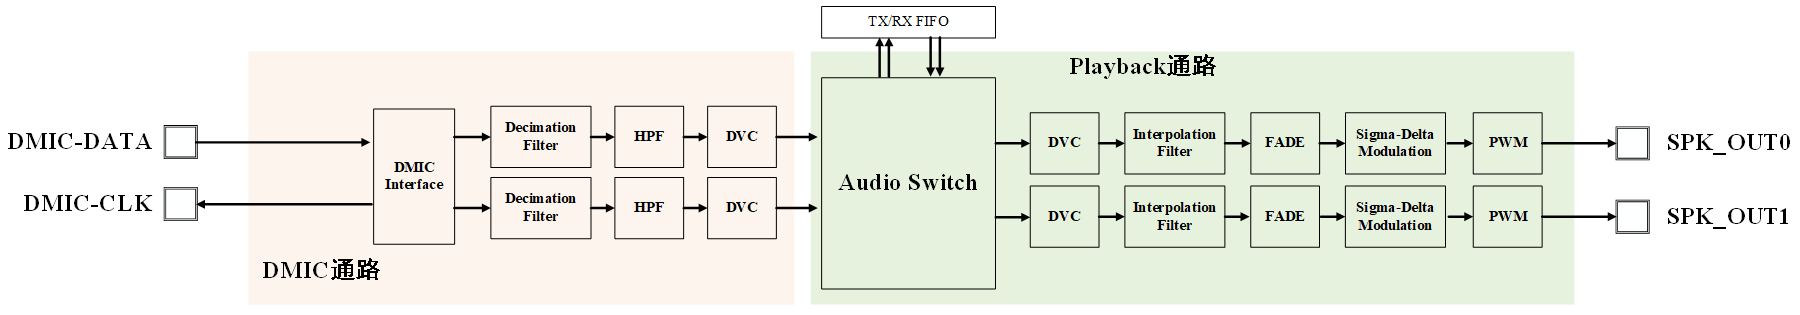 TX/RX FIFO
Playback通路
DMIC-DATA
DMIC-CLK
DMIC
Interface
Decimation
Filter
HPF
DVC
Decimation
Filter
HPF
DVC
DMIC通路
Audio Switch
DVC
Interpolation
Filter
FADE
Sigma-Delta
Modulation
PWM
SPK_OUT0
DVC
Interpolation
Filter
FADE
Sigma-Delta
Modulation
PWM
SPK_OUT1